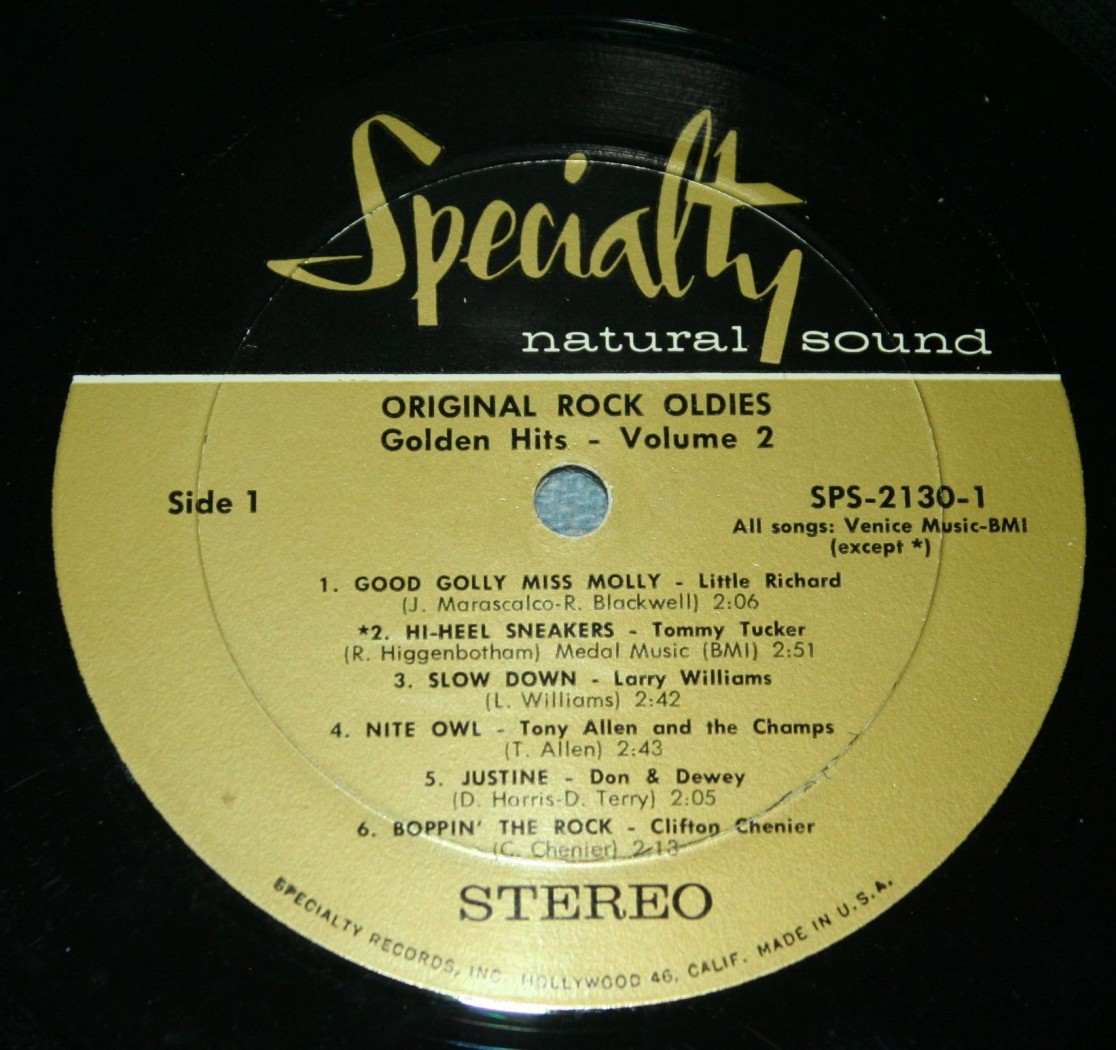 Specialty
natural sound
ORIGINAL ROCK OLDIES
Golden Hits - Volume 2
Side 1
SPS-2130-1
All songs: Venice Music-BMI
(except *)
1. GOOD GOLLY MISS MOLLY - Little Richard
(J. Marascalco-R. Blackwell) 2:06
*2. HI-HEEL SNEAKERS - Tommy Tucker
(R. Higgenbotham) Medal Music (BMI) 2:51
3. SLOW DOWN - Larry Williams
(L. Williams) 2:42
4. NITE OWL - Tony Allen and the Champs
(T. Allen) 2:43
5. JUSTINE - Don & Dewey
(D. Harris-D. Terry) 2:05
6. BOPPIN' THE ROCK - Clifton Chenier
(C. Chenier) 2:13
STEREO
SPECIALTY RECORDS, INC. HOLLYWOOD 46, CALIF. MADE IN U.S.A.